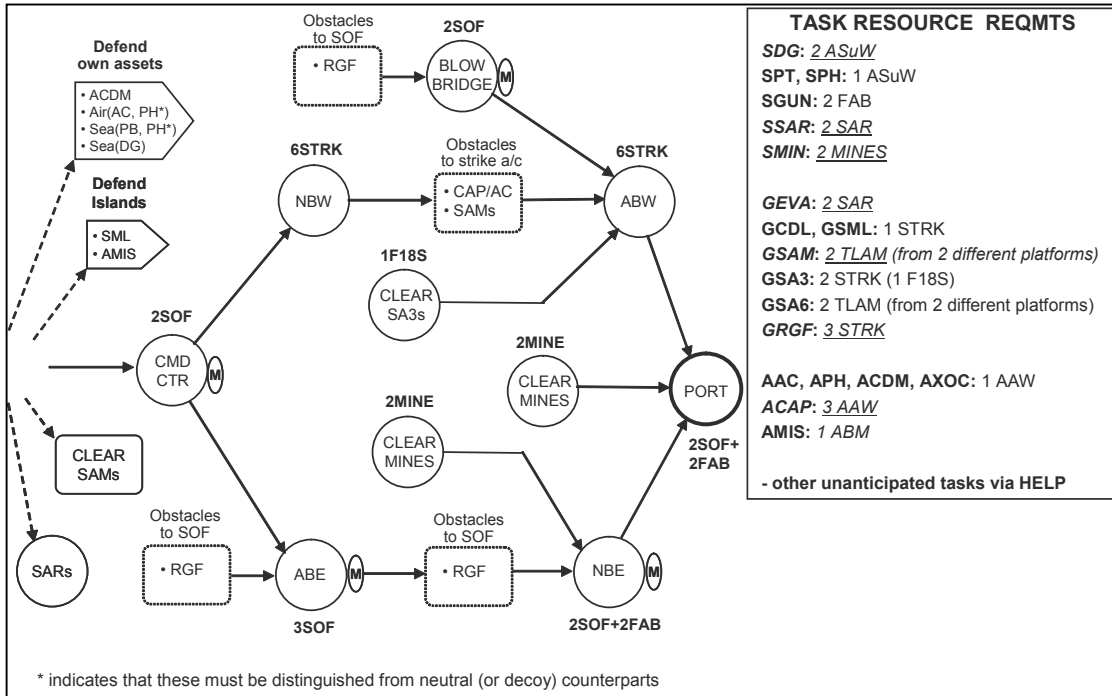 Defend
own assets
• ACDM
• Air(AC, PH*)
• Sea(PB, PH*)
• Sea(DG)
Defend
Islands
• SML
• AMIS
CLEAR
SAMs
SARs
2SOF
CMD
CTR
M
Obstacles
to SOF
• RGF
2SOF
BLOW
BRIDGE
M
6STRK
NBW
Obstacles
to strike a/c
• CAP/AC
• SAMs
6STRK
ABW
1F18S
CLEAR
SA3s
2MINE
CLEAR
MINES
2MINE
CLEAR
MINES
PORT
2SOF+
2FAB
Obstacles
to SOF
• RGF
ABE
M
3SOF
Obstacles
to SOF
• RGF
NBE
M
2SOF+2FAB
* indicates that these must be distinguished from neutral (or decoy) counterparts
TASK RESOURCE REQMTS
SDG: 2 ASuW
SPT, SPH: 1 ASuW
SGUN: 2 FAB
SSAR: 2 SAR
SMIN: 2 MINES
GEVA: 2 SAR
GCDL, GSML: 1 STRK
GSAM: 2 TLAM (from 2 different platforms)
GSA3: 2 STRK (1 F18S)
GSA6: 2 TLAM (from 2 different platforms)
GRGF: 3 STRK
AAC, APH, ACDM, AXOC: 1 AAW
ACAP: 3 AAW
AMIS: 1 ABM
- other unanticipated tasks via HELP